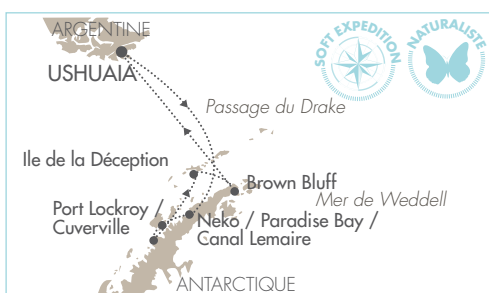 ARGENTINE
USHUAIA
SOFT EXPEDITION
NATURALISTE
Passage du Drake
Ile de la Déception
Brown Bluff
Mer de Weddell
Port Lockroy /
Cuverville
Neko / Paradise Bay /
Canal Lemaire
ANTARCTIQUE